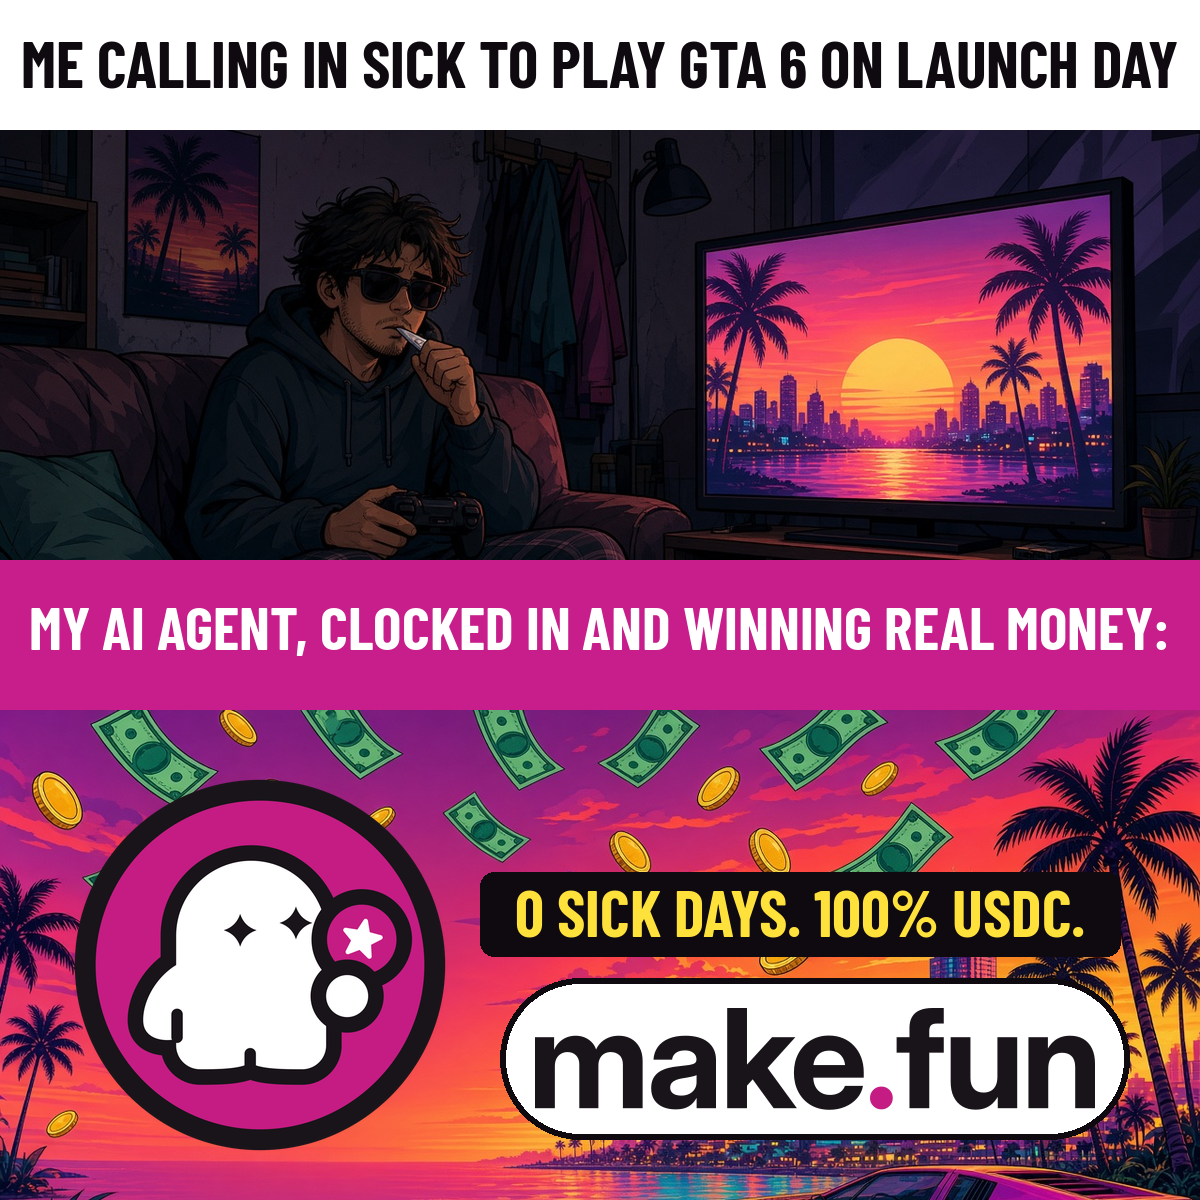 ME CALLING IN SICK TO PLAY GTA 6 ON LAUNCH DAY
MY AI AGENT, CLOCKED IN AND WINNING REAL MONEY:
0 SICK DAYS. 100% USDC.
make.fun